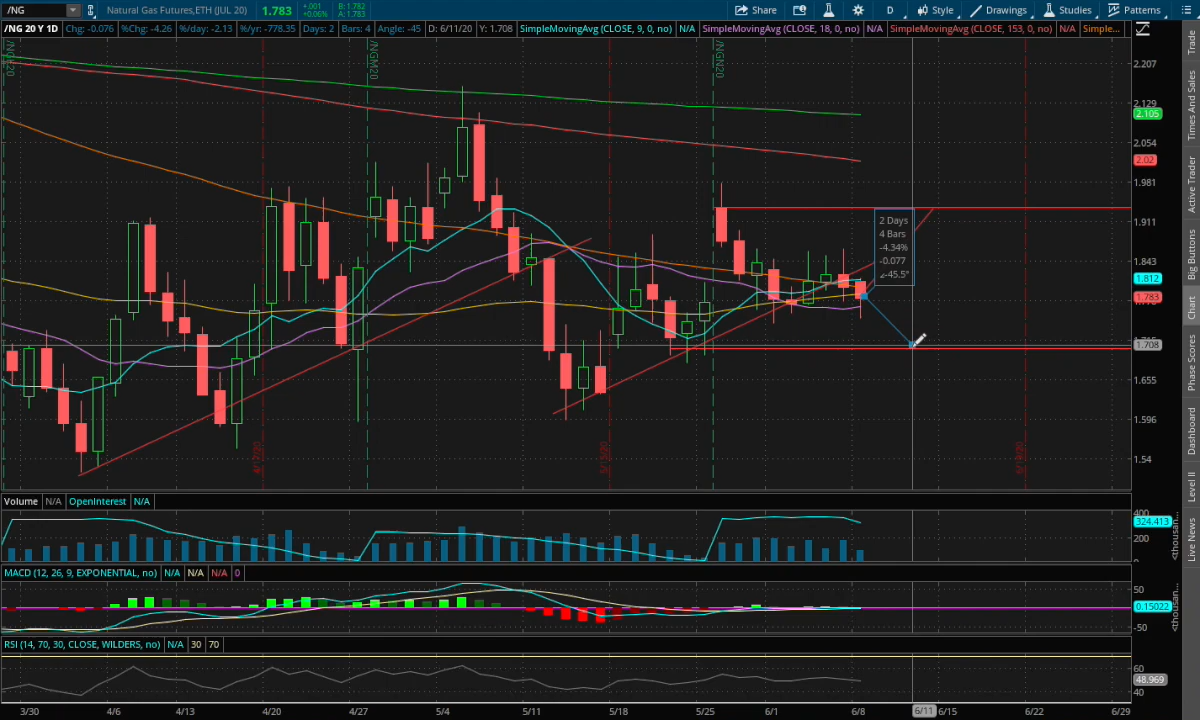 /NG
Natural Gas Futures,ETH (JUL 20)
1.783
+.001
+0.06%
B: 1.782
A: 1.783
Share
D
Style
Drawings
Studies
Patterns
/NG 20 Y 1D
Chg: -0.076
%Chg: -4.26
%/day: -2.13
%/yr: -778.35
Days: 2
Bars: 4
Angle: -45
D: 6/11/20
Y: 1.708
SimpleMovingAvg (CLOSE, 9, 0, no)
N/A
SimpleMovingAvg (CLOSE, 18, 0, no)
N/A
SimpleMovingAvg (CLOSE, 153, 0, no)
N/A
Simple...
/NGM20
/NGN20
2.207
2.129
2.105
2.054
2.02
1.981
1.911
1.843
1.812
1.783
1.708
1.655
1.596
1.54
2 Days
4 Bars
-4.34%
-0.077
-45.5°
5/15/20
Volume
N/A
OpenInterest
N/A
400
324.413
200
<thousan...
MACD (12, 26, 9, EXPONENTIAL, no)
N/A
N/A
N/A
0
50
0.15022
-50
<thousan...
RSI (14, 70, 30, CLOSE, WILDERS, no)
N/A
30
70
60
48.969
40
3/30
4/6
4/13
4/20
4/27
5/4
5/11
5/18
5/25
6/1
6/8
6/11
6/15
6/22
6/29
Trade
Times And Sales
Active Trader
Big Buttons
Chart
Phase Scores
Dashboard
Level II
Live News